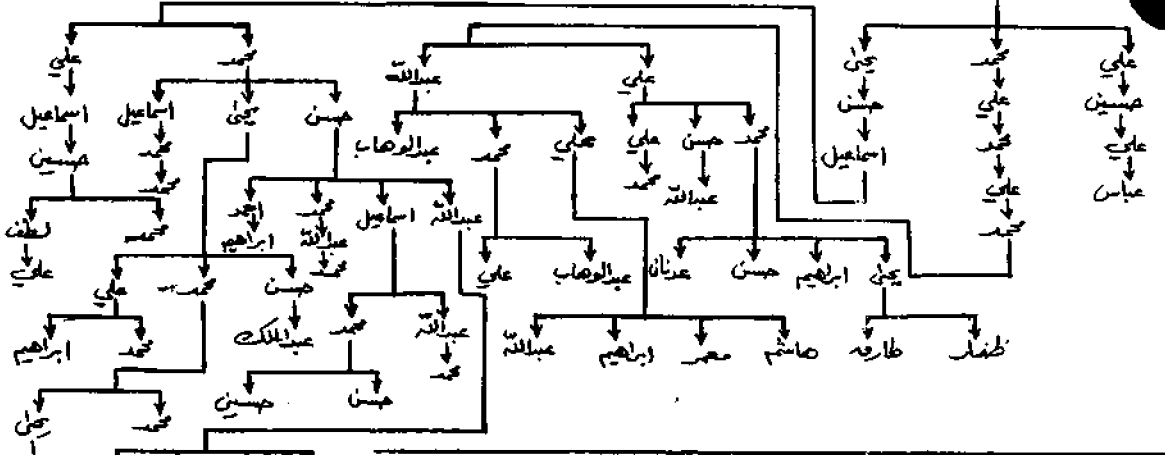 علي محمد يحيى
علي محمد عبدالله علي يحيى محمد علي
اسماعيل اسماعيل يحيى حسن حسن علي حسين
عبدالوهاب محمد علي علي حسن محمد
حسين محمد محمد اسماعيل محمد علي
محمد احمد محمد اسماعيل عبدالله محمد عبدالله علي عباس
لطف محمد ابراهيم عبدالله محمد
علي محمد علي عبدالوهاب عدنان حسن ابراهيم يحيى
علي محمد حسن
ابراهيم محمد عبدالملك محمد عبدالله عبدالله ابراهيم معمر هاشم طارق
محمد
حسين حسن
يحيى محمد